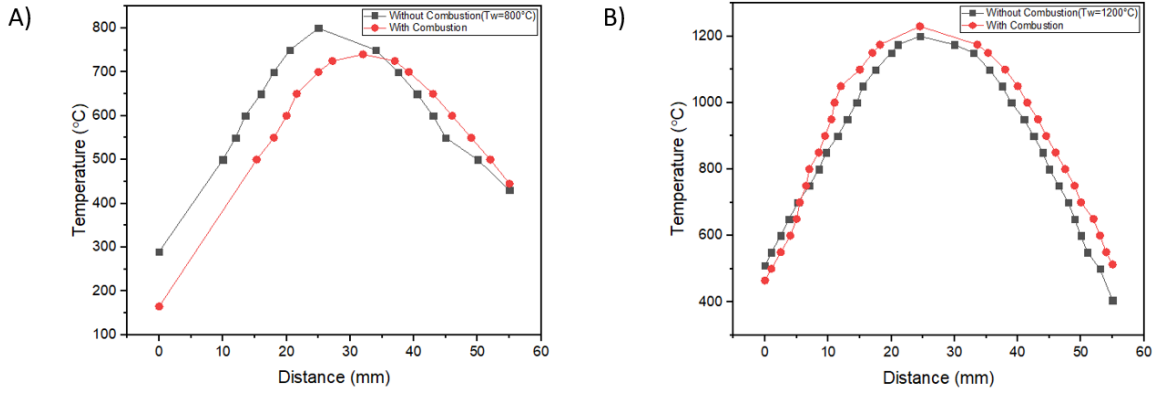 A)
Without Combustion(Tw=800°C)
With Combustion
800
700
600
500
400
300
200
100
Temperature (°C)
0
10
20
30
40
50
60
Distance (mm)
B)
Without Combustion(Tw=1200°C)
With Combustion
1200
1000
800
600
400
Temperature (°C)
0
10
20
30
40
50
60
Distance (mm)